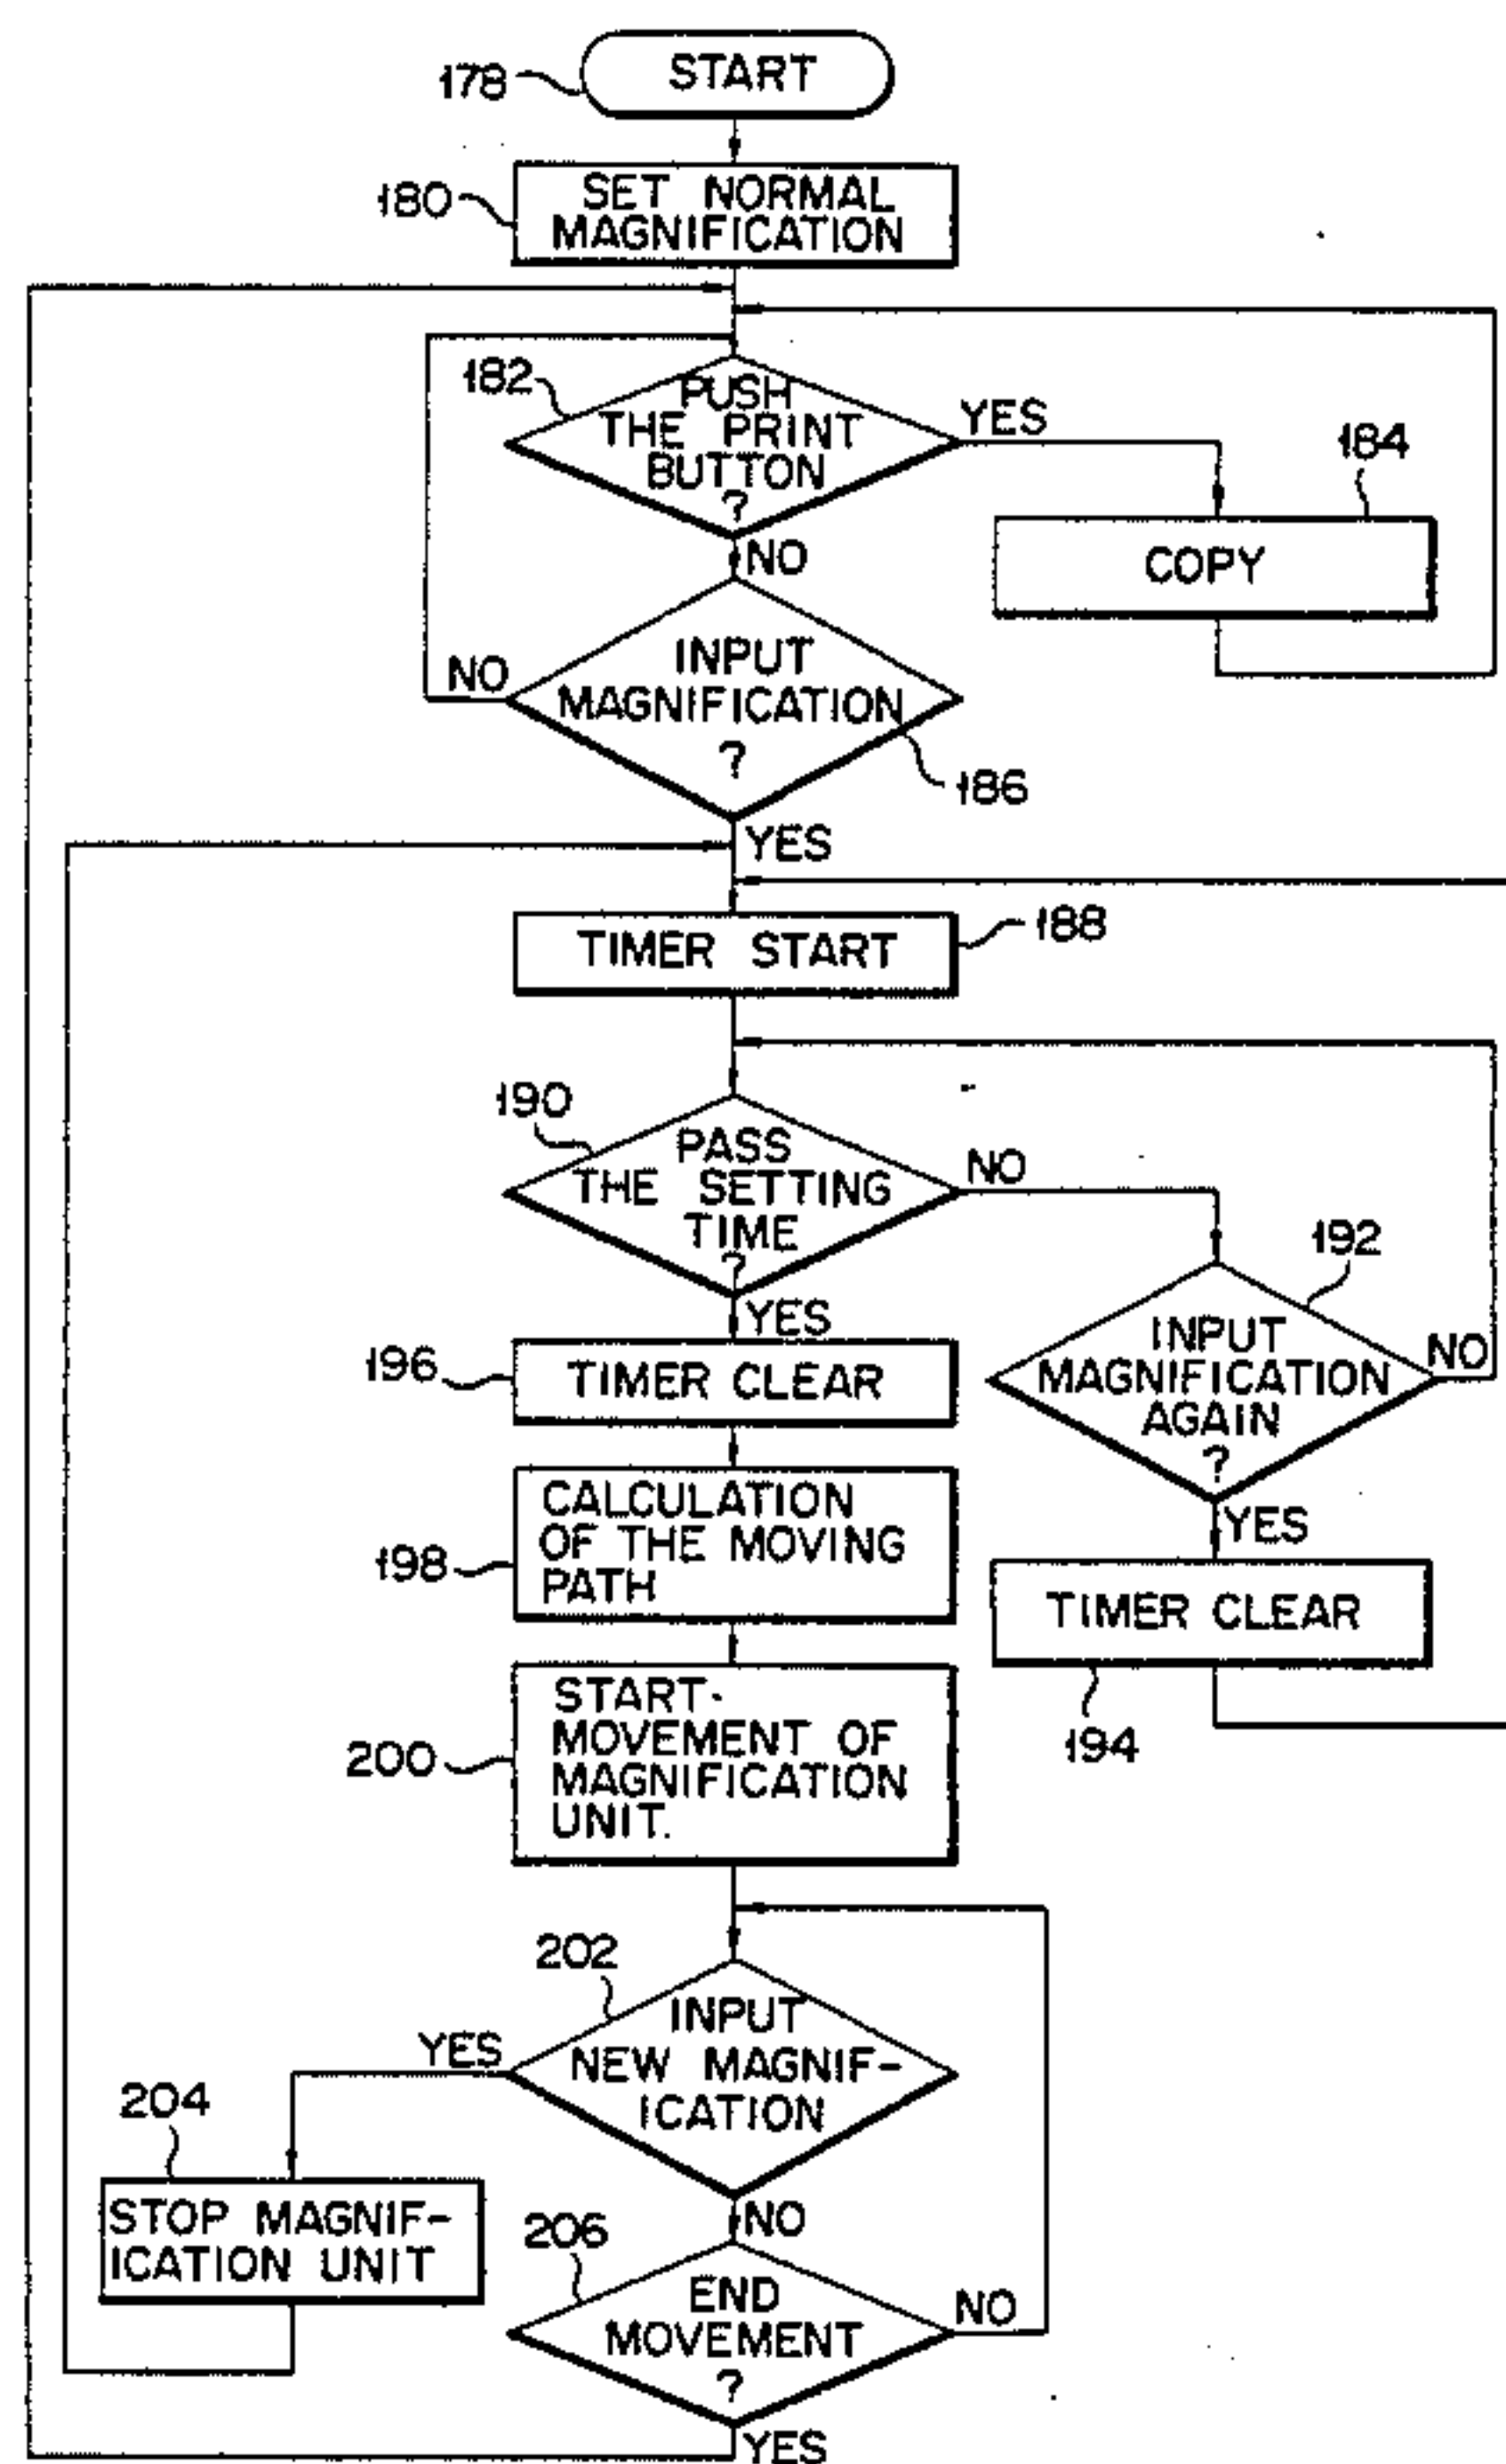 START
178
180
SET NORMAL
MAGNIFICATION
182
PUSH
THE PRINT
BUTTON
?
YES
184
COPY
NO
INPUT
MAGNIFICATION
?
NO
186
YES
TIMER START
188
190
PASS
THE SETTING
TIME
?
NO
192
YES
INPUT
MAGNIFICATION
AGAIN
?
NO
196
TIMER CLEAR
YES
198
CALCULATION
OF THE MOVING
PATH
TIMER CLEAR
194
200
START
MOVEMENT OF
MAGNIFICATION
UNIT.
202
INPUT
NEW MAGNIF-
ICATION
YES
204
STOP MAGNIF-
ICATION UNIT
NO
206
END
MOVEMENT
?
NO
YES